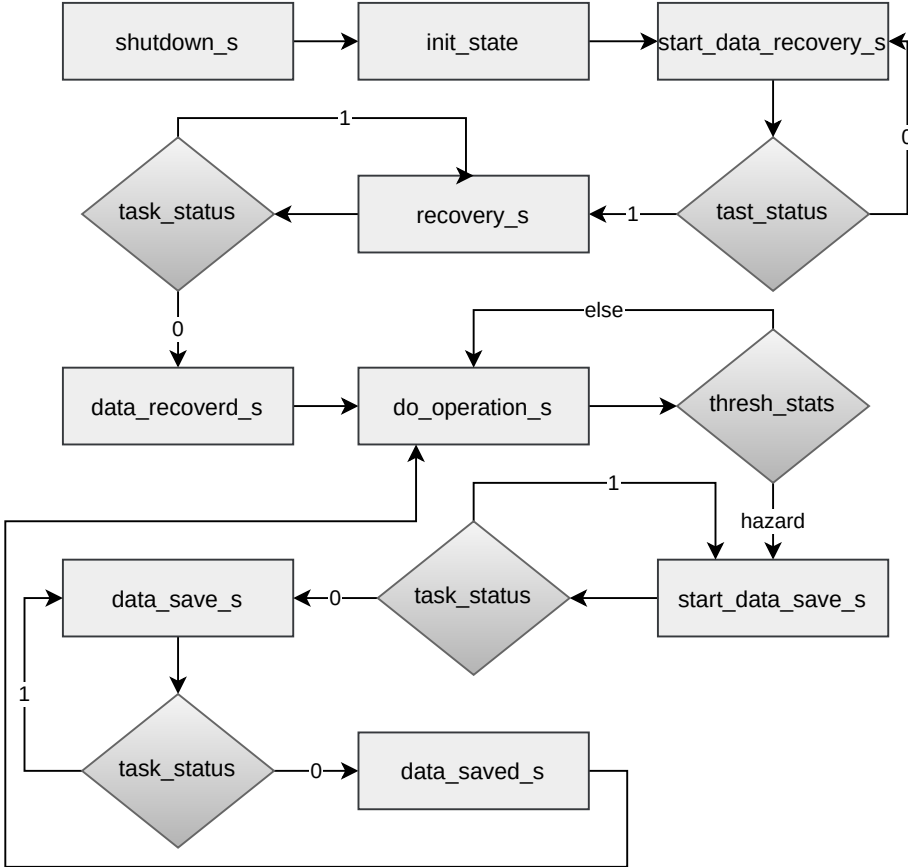 shutdown_s
init_state
start_data_recovery_s
1
0
task_status
recovery_s
1
tast_status
0
else
data_recoverd_s
do_operation_s
thresh_stats
1
hazard
data_save_s
0
task_status
start_data_save_s
1
task_status
0
data_saved_s